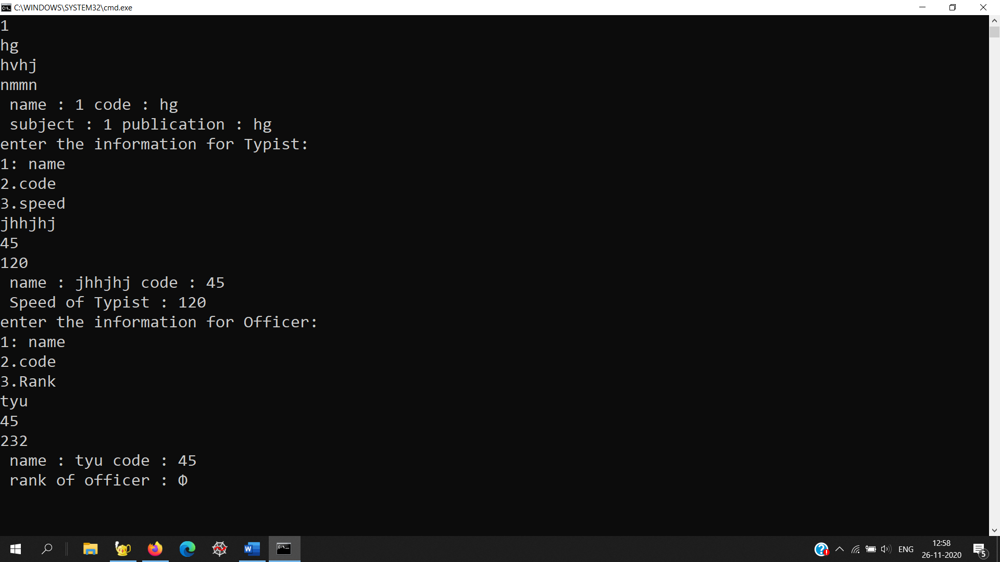 C:\WINDOWS\SYSTEM32\cmd.exe
1
hg
hvhj
nmmn
 name : 1 code : hg
 subject : 1 publication : hg
enter the information for Typist:
1: name
2.code
3.speed
jhhjhj
45
120
 name : jhhjhj code : 45
 Speed of Typist : 120
enter the information for Officer:
1: name
2.code
3.Rank
tyu
45
232
 name : tyu code : 45
 rank of officer : Φ
ENG
12:58
26-11-2020
5